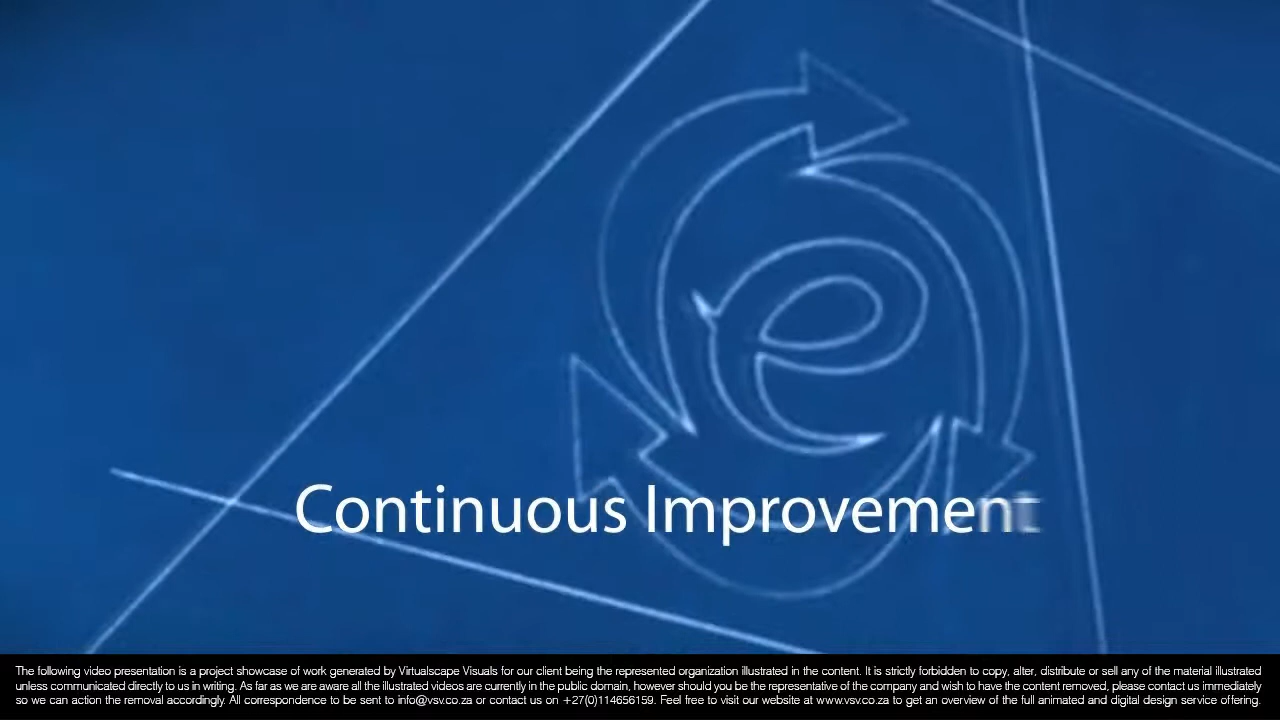 e
Continuous Improvement
The following video presentation is a project showcase of work generated by Virtualscape Visuals for our client being the represented organization illustrated in the content. It is strictly forbidden to copy, alter, distribute or sell any of the material illustrated
unless communicated directly to us in writing. As far as we are aware all the illustrated videos are currently in the public domain, however should you be the representative of the company and wish to have the content removed, please contact us immediately
so we can action the removal accordingly. All correspondence to be sent to info@vsv.co.za or contact us on +27(0)114656159. Feel free to visit our website at www.vsv.co.za to get an overview of the full animated and digital design service offering.